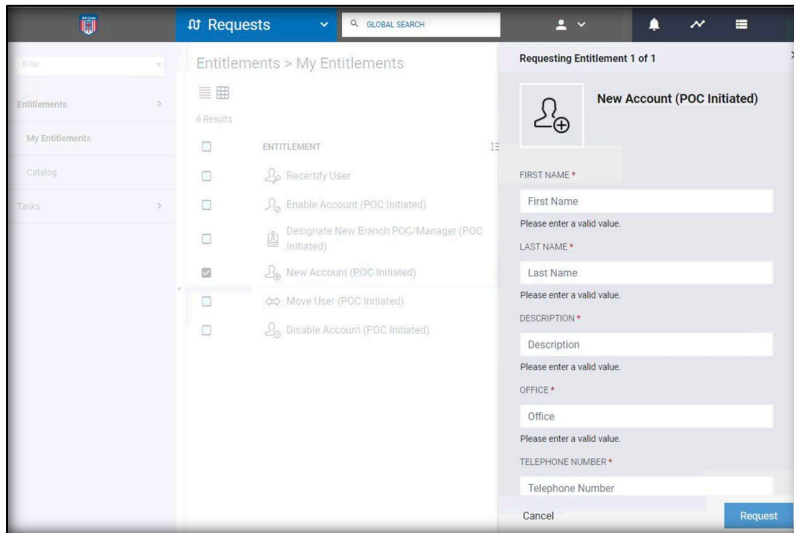 Requests
GLOBAL SEARCH
Filter
Entitlements
My Entitlements
Catalog
Tasks
Entitlements > My Entitlements
6 Results
ENTITLEMENT
Recertify User
Enable Account (POC Initiated)
Designate New Branch POC/Manager (POC
Initiated)
New Account (POC Initiated)
Move User (POC Initiated)
Disable Account (POC Initiated)
Requesting Entitlement 1 of 1
New Account (POC Initiated)
FIRST NAME *
First Name
Please enter a valid value.
LAST NAME *
Last Name
Please enter a valid value.
DESCRIPTION *
Description
Please enter a valid value.
OFFICE *
Office
Please enter a valid value.
TELEPHONE NUMBER *
Telephone Number
Cancel
Request